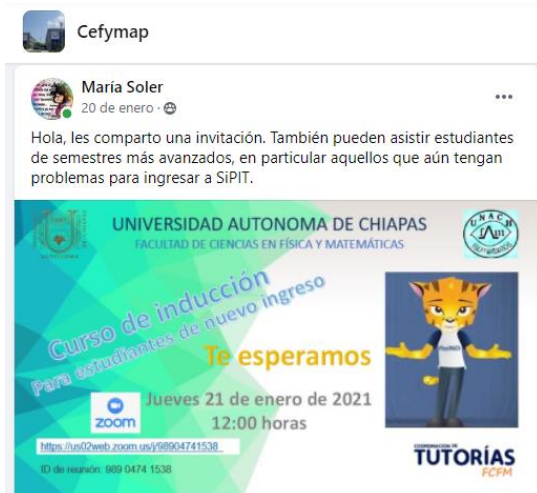 Cefymap
María Soler
20 de enero ·
Hola, les comparto una invitación. También pueden asistir estudiantes
de semestres más avanzados, en particular aquellos que aún tengan
problemas para ingresar a SiPIT.
UNIVERSIDAD AUTONOMA DE CHIAPAS
FACULTAD DE CIENCIAS EN FÍSICA Y MATEMÁTICAS
UNACH
Curso de inducción
Para estudiantes de nuevo ingreso
Te esperamos
Jueves 21 de enero de 2021
12:00 horas
zoom
https://us02web.zoom.us/j/98904741538
ID de reunión: 989 0474 1538
COORDINACIÓN DE
TUTORÍAS
FCFM